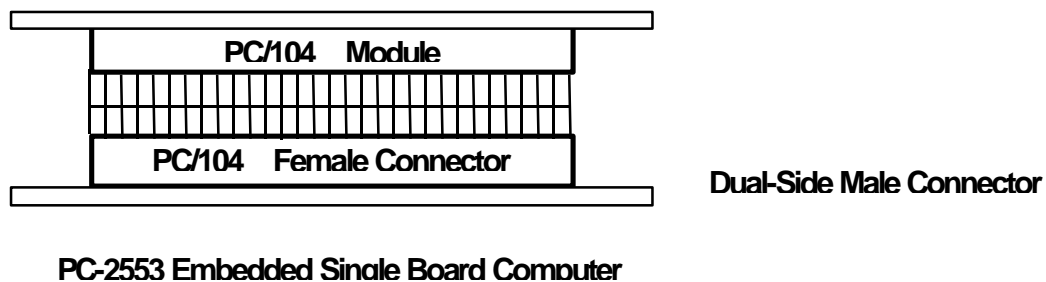 PC/104 Module
PC/104 Female Connector
Dual-Side Male Connector
PC-2553 Embedded Single Board Computer